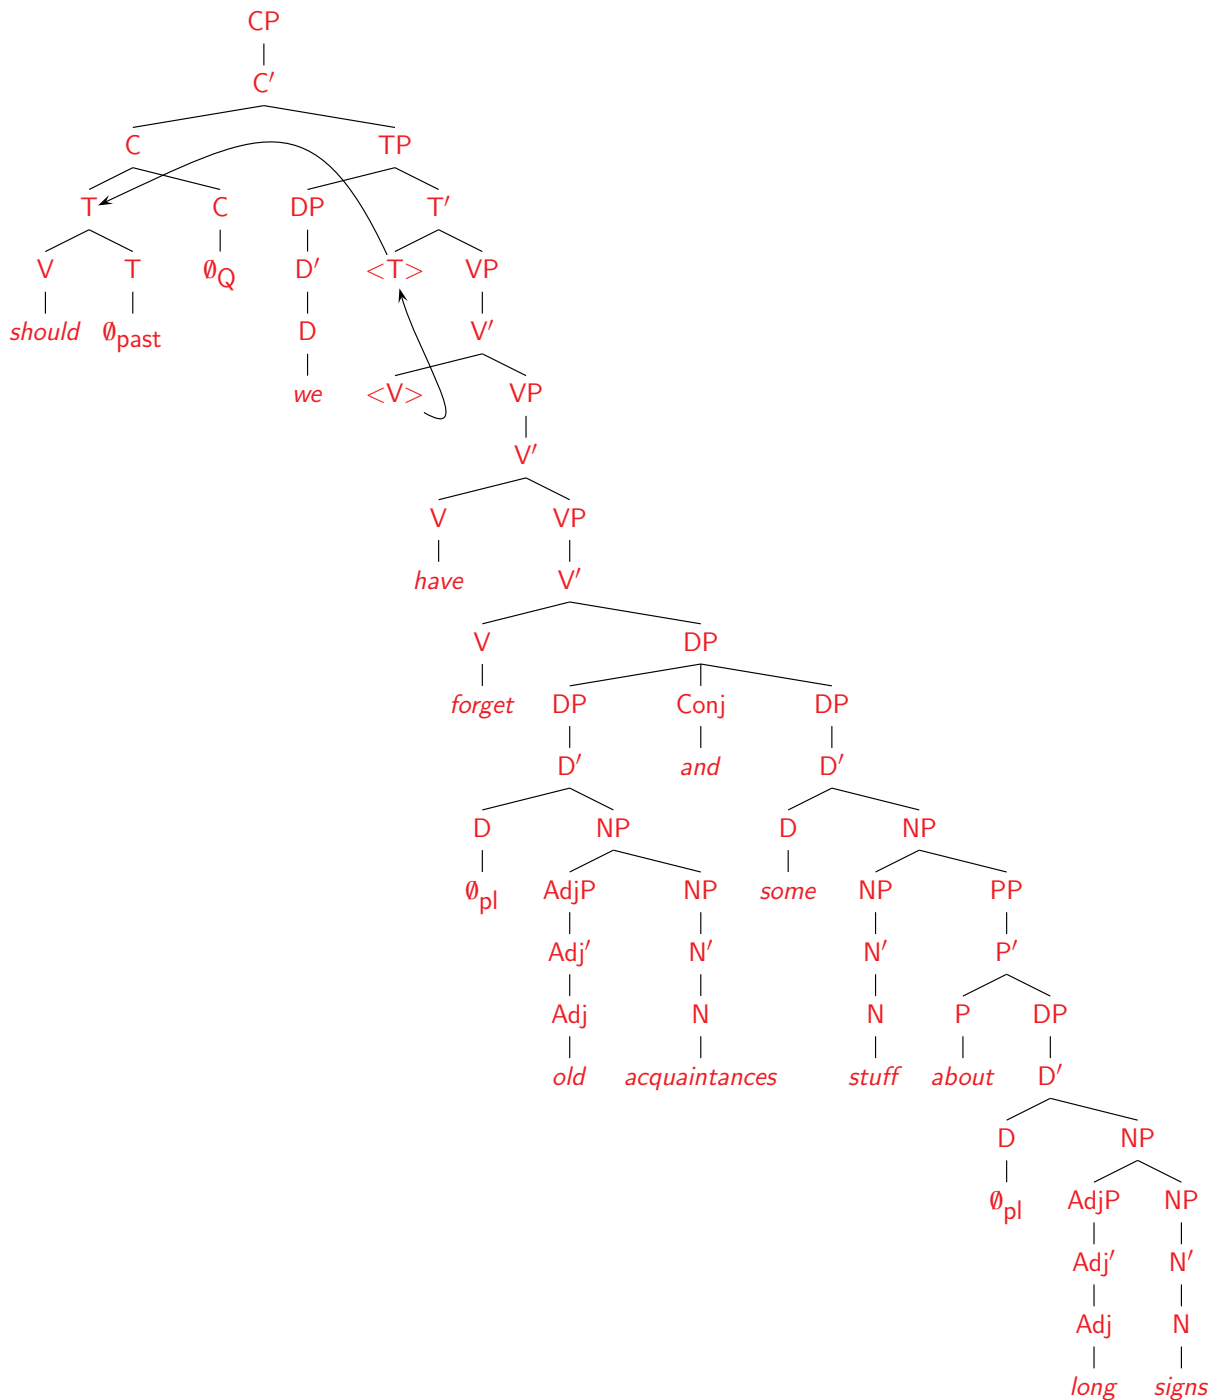 CP
C′
C TP
T C DP T′
V T ∅Q D′ <T> VP
should ∅past D V′
we <V> VP
V′
V VP
have V′
V DP
forget DP Conj DP
D′ and D′
D NP D NP
∅pl AdjP NP some NP PP
Adj′ N′ N′ P′
Adj N N P DP
old acquaintances stuff about D′
D NP
∅pl AdjP NP
Adj′ N′
Adj N
long signs